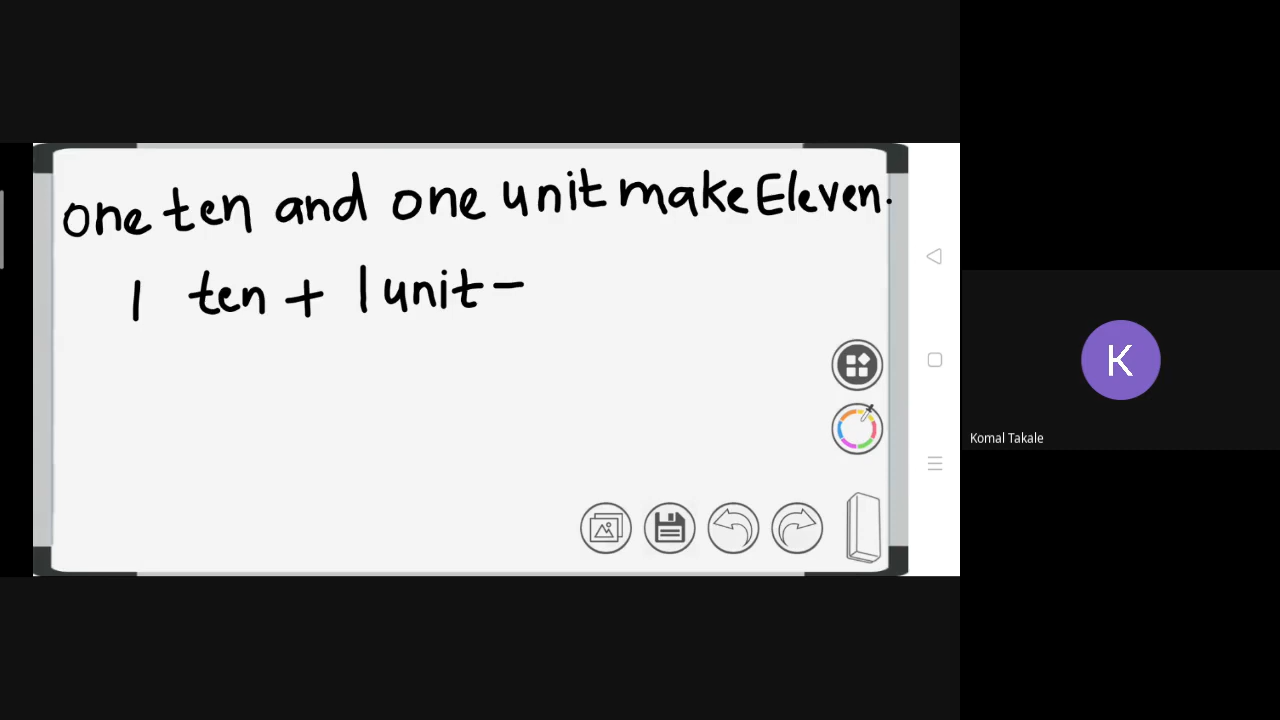 one ten and one unit make Eleven.
1 ten + 1 unit -
K
Komal Takale